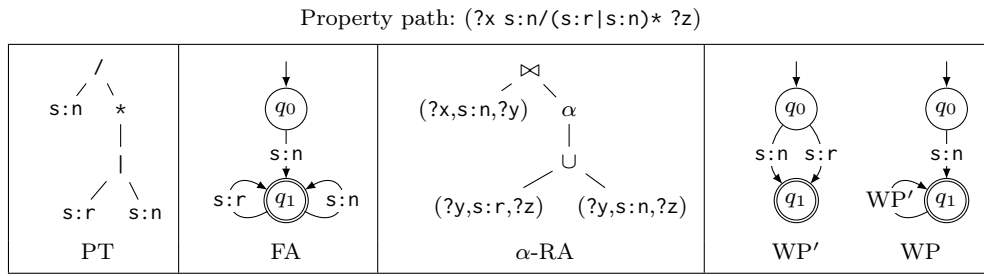 Property path: (?x s:n/(s:r|s:n)* ?z)
/
s:n *
|
s:r s:n
PT
q0
s:n
s:r q1 s:n
FA
⋈
(?x,s:n,?y) α
∪
(?y,s:r,?z) (?y,s:n,?z)
α-RA
q0
s:n s:r
q1
WP′
q0
s:n
WP′ q1
WP